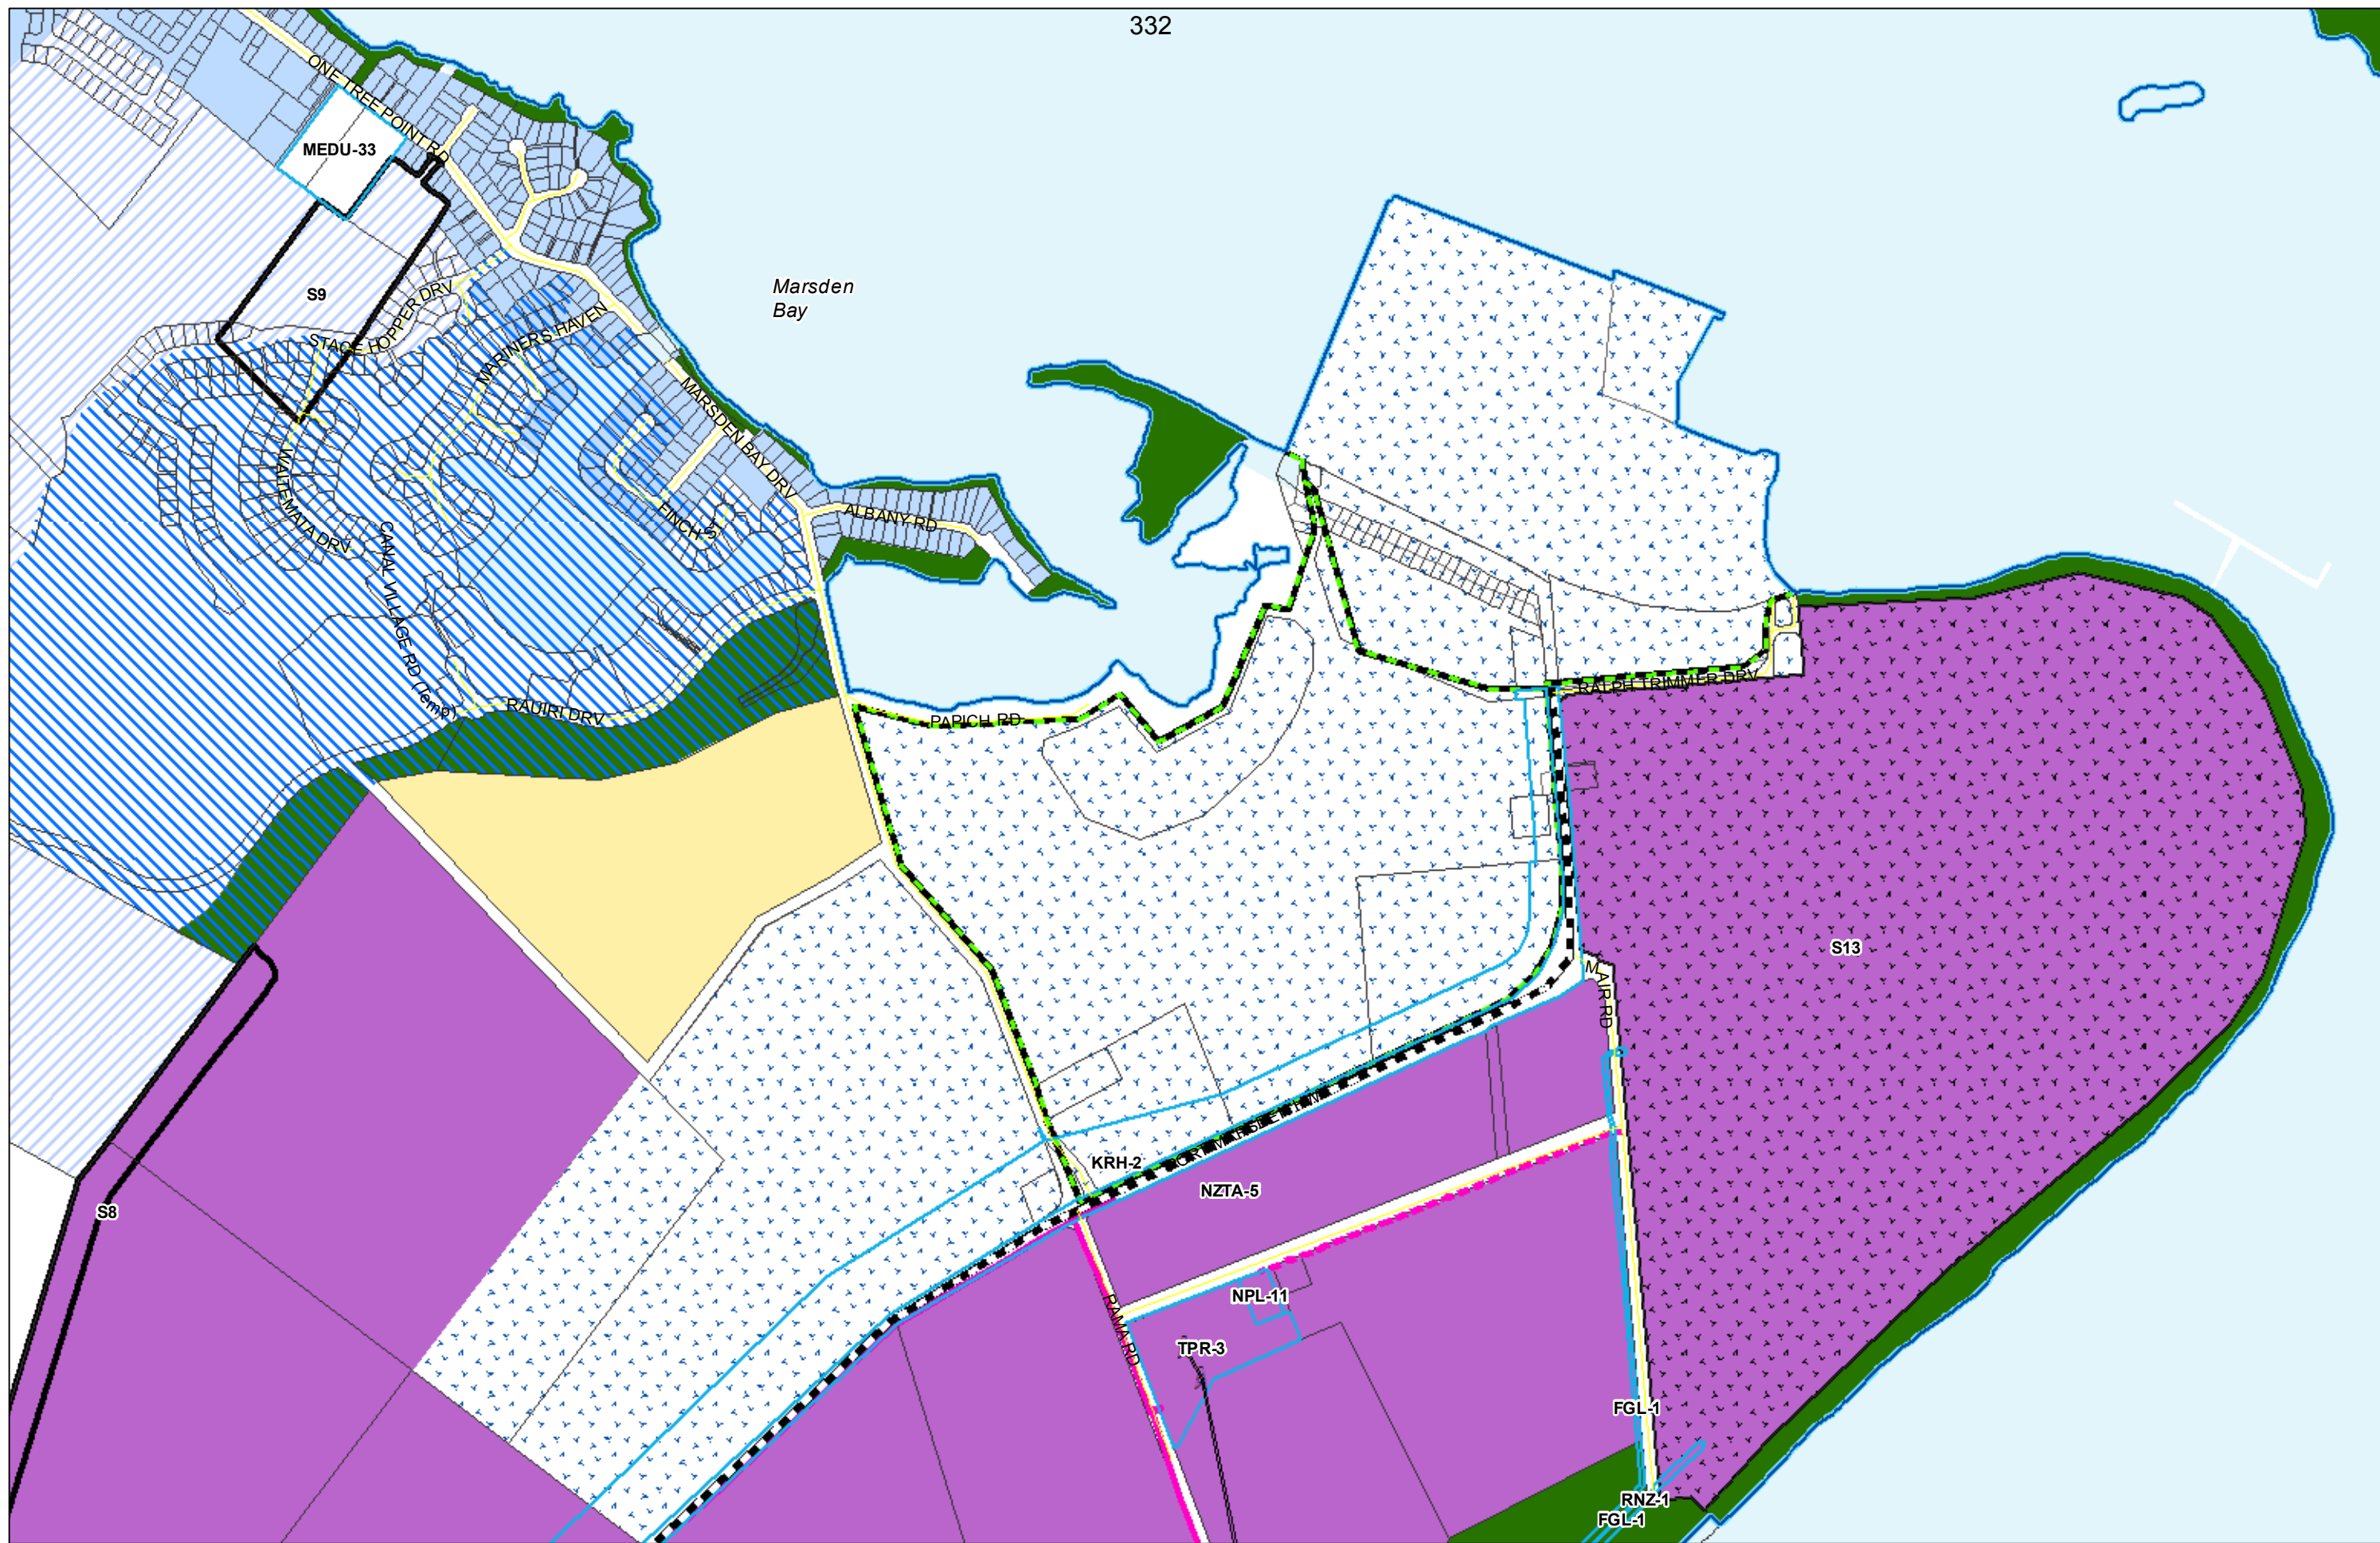 332
ONE TREE POINT RD
MEDU-33
S9
Marsden
Bay
STACE HOPPER DRV
MARINERS HAVEN
MARSDEN BAY DRV
WAITEMATA DRV
CANAL VILLAGE RD (Temp)
FINCH S
ALBANY RD
RAUIRI DRV
PAPICH RD
RALPH TRIMMER DRV
S13
MAIR RD
KRH-2
NZTA-5
S8
NPL-11
RAMA RD
TPR-3
FGL-1
RNZ-1
FGL-1